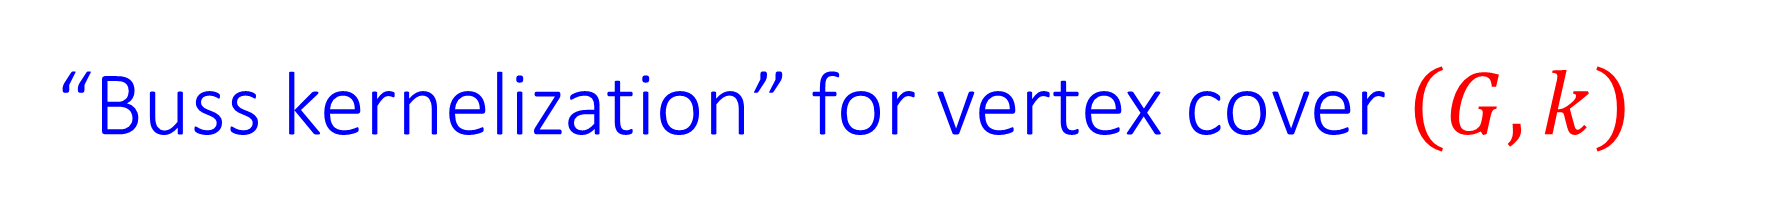 “Buss kernelization” for vertex cover (G, k)